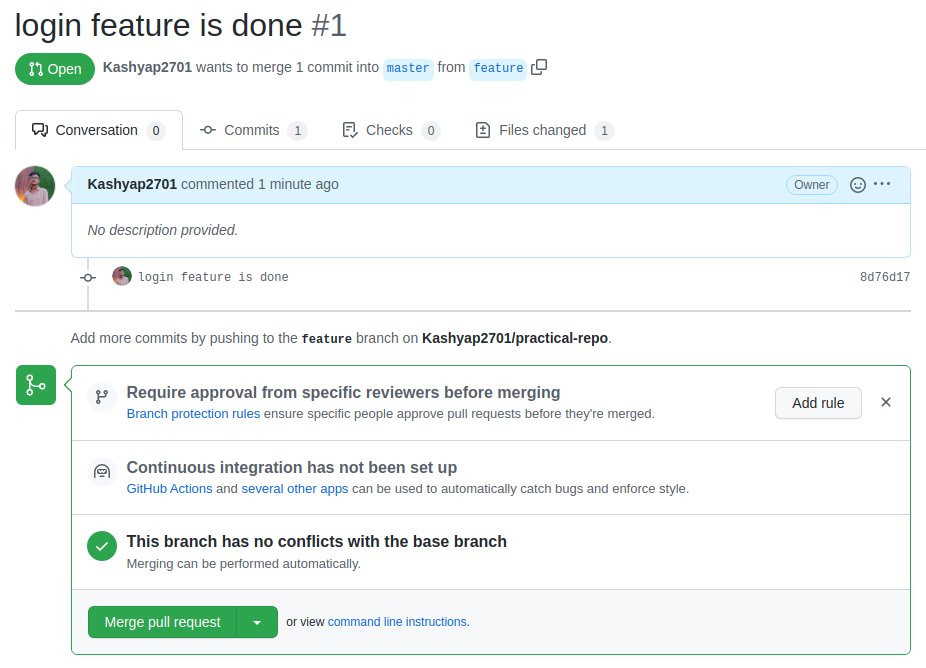 login feature is done #1
Open Kashyap2701 wants to merge 1 commit into master from feature
Conversation 0 Commits 1 Checks 0 Files changed 1
Kashyap2701 commented 1 minute ago Owner
No description provided.
login feature is done 8d76d17
Add more commits by pushing to the feature branch on Kashyap2701/practical-repo.
Require approval from specific reviewers before merging
Branch protection rules ensure specific people approve pull requests before they're merged.
Add rule
Continuous integration has not been set up
GitHub Actions and several other apps can be used to automatically catch bugs and enforce style.
This branch has no conflicts with the base branch
Merging can be performed automatically.
Merge pull request or view command line instructions.